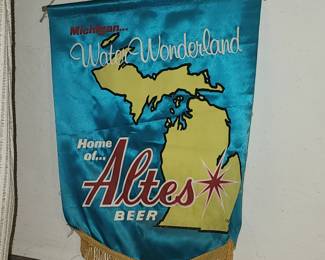 Michigan...
Water Wonderland
Home
of...
Altes
BEER